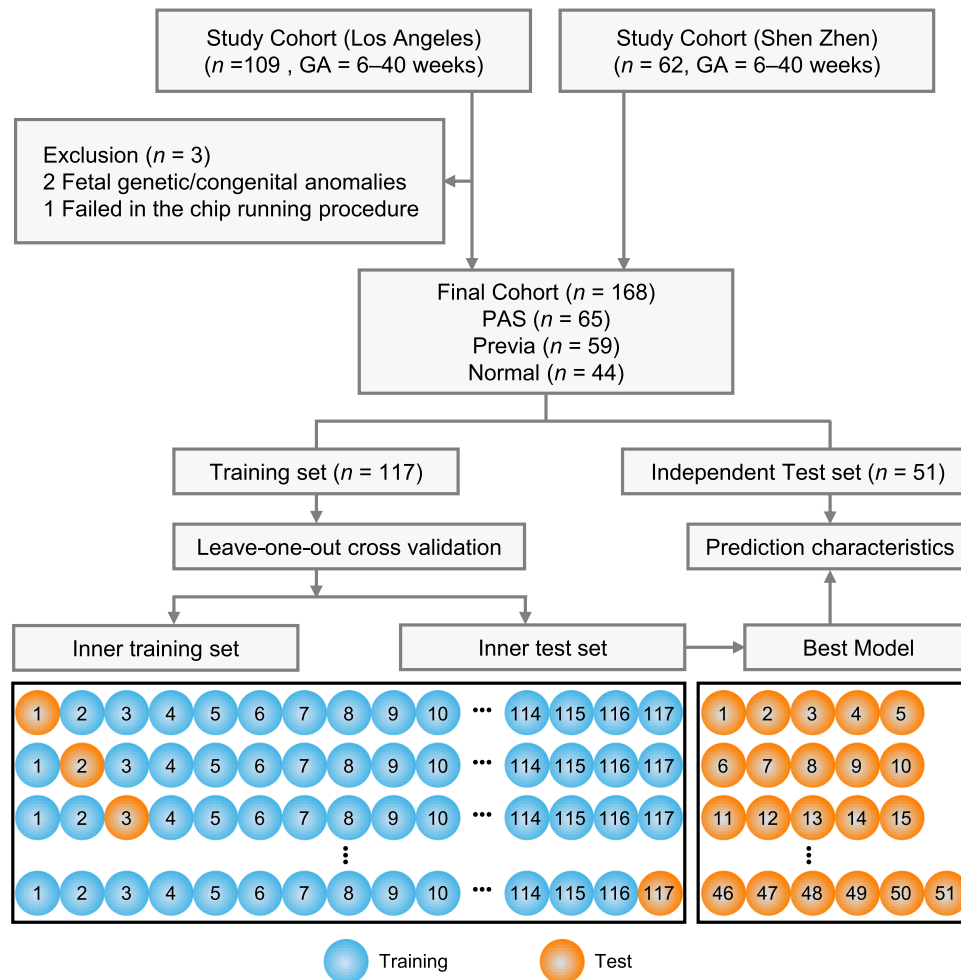 Study Cohort (Los Angeles)
(n =109 , GA = 6–40 weeks)
Study Cohort (Shen Zhen)
(n = 62, GA = 6–40 weeks)
Exclusion (n = 3)
2 Fetal genetic/congenital anomalies
1 Failed in the chip running procedure
Final Cohort (n = 168)
PAS (n = 65)
Previa (n = 59)
Normal (n = 44)
Training set (n = 117)
Independent Test set (n = 51)
Leave-one-out cross validation
Prediction characteristics
Inner training set
Inner test set
Best Model
1 2 3 4 5 6 7 8 9 10 ··· 114 115 116 117
1 2 3 4 5 6 7 8 9 10 ··· 114 115 116 117
1 2 3 4 5 6 7 8 9 10 ··· 114 115 116 117
⋮
1 2 3 4 5 6 7 8 9 10 ··· 114 115 116 117
1 2 3 4 5
6 7 8 9 10
11 12 13 14 15
⋮
46 47 48 49 50 51
Training
Test